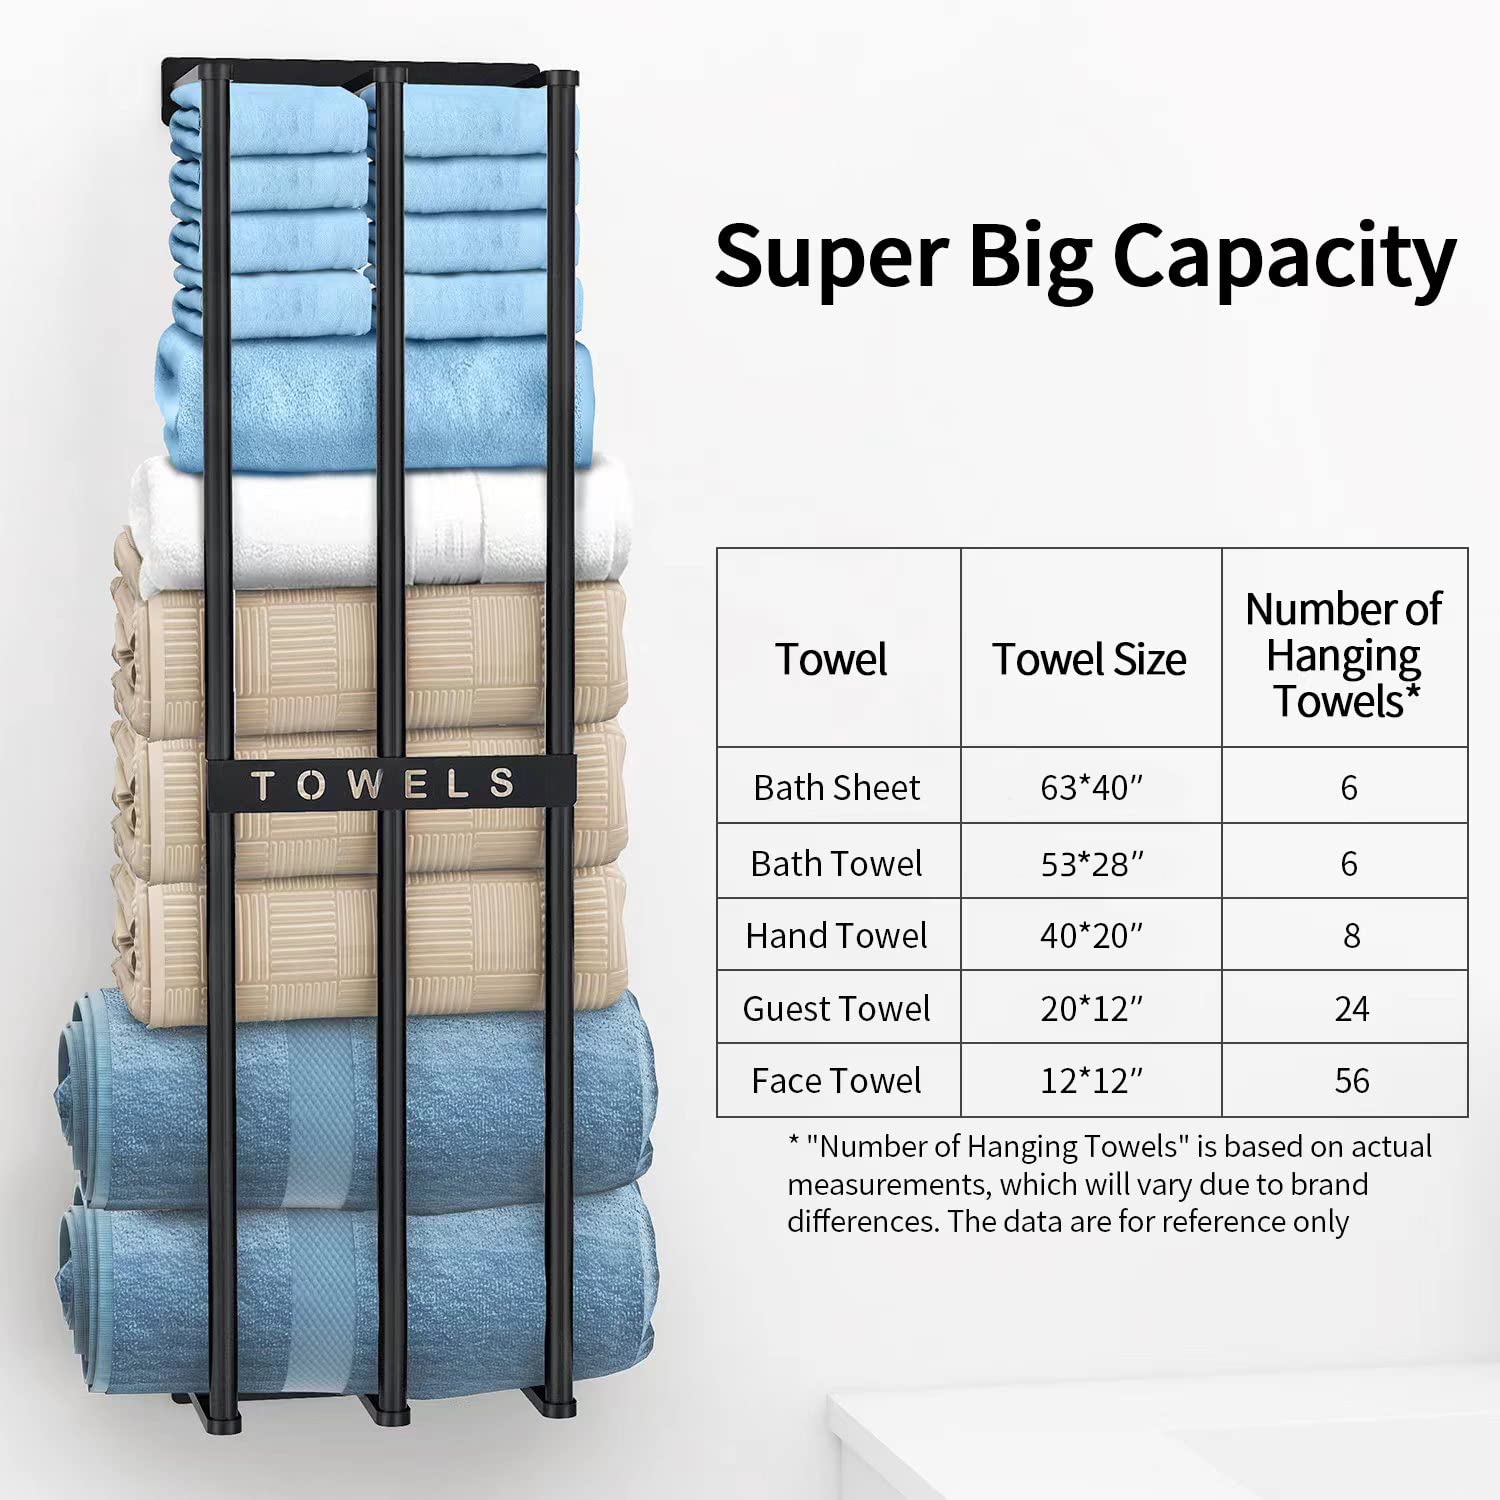 Super Big Capacity
TOWELS
Towel
Towel Size
Number of
Hanging
Towels*
Bath Sheet 63*40″ 6
Bath Towel 53*28″ 6
Hand Towel 40*20″ 8
Guest Towel 20*12″ 24
Face Towel 12*12″ 56
* "Number of Hanging Towels" is based on actual
measurements, which will vary due to brand
differences. The data are for reference only